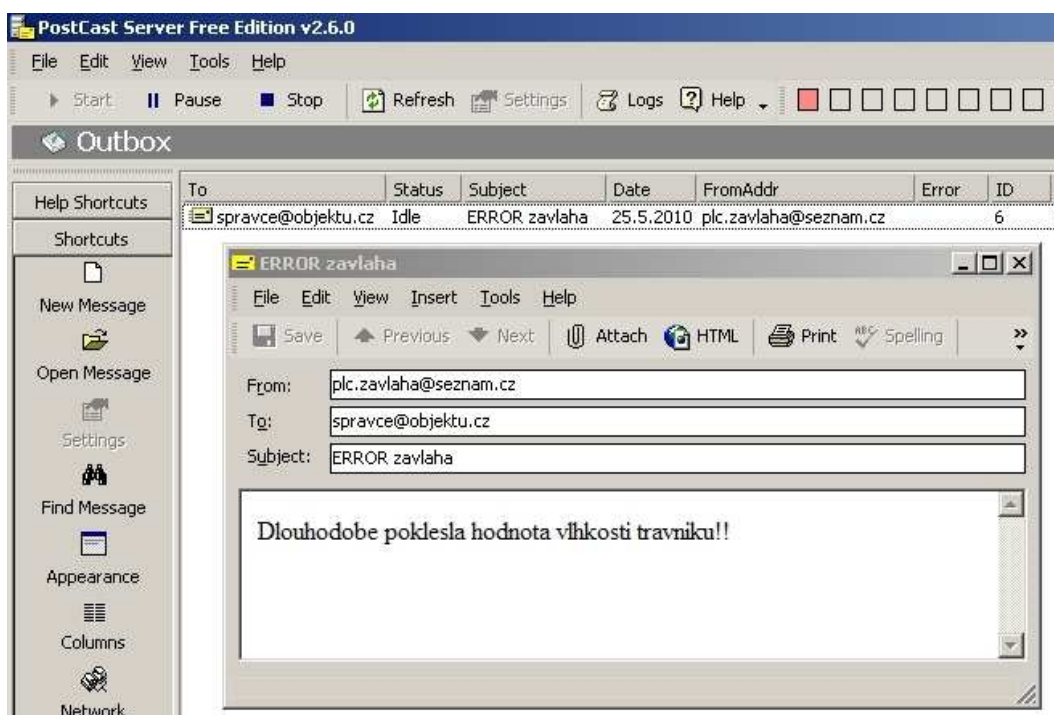 PostCast Server Free Edition v2.6.0
File Edit View Tools Help
Start Pause Stop Refresh Settings Logs Help
Outbox
Help Shortcuts
Shortcuts
New Message
Open Message
Settings
Find Message
Appearance
Columns
Network
To Status Subject Date FromAddr Error ID
spravce@objektu.cz Idle ERROR zavlaha 25.5.2010 plc.zavlaha@seznam.cz 6
ERROR zavlaha
File Edit View Insert Tools Help
Save Previous Next Attach HTML Print ABC Spelling »
From: plc.zavlaha@seznam.cz
To: spravce@objektu.cz
Subject: ERROR zavlaha
Dlouhodobe poklesla hodnota vlhkosti travniku!!